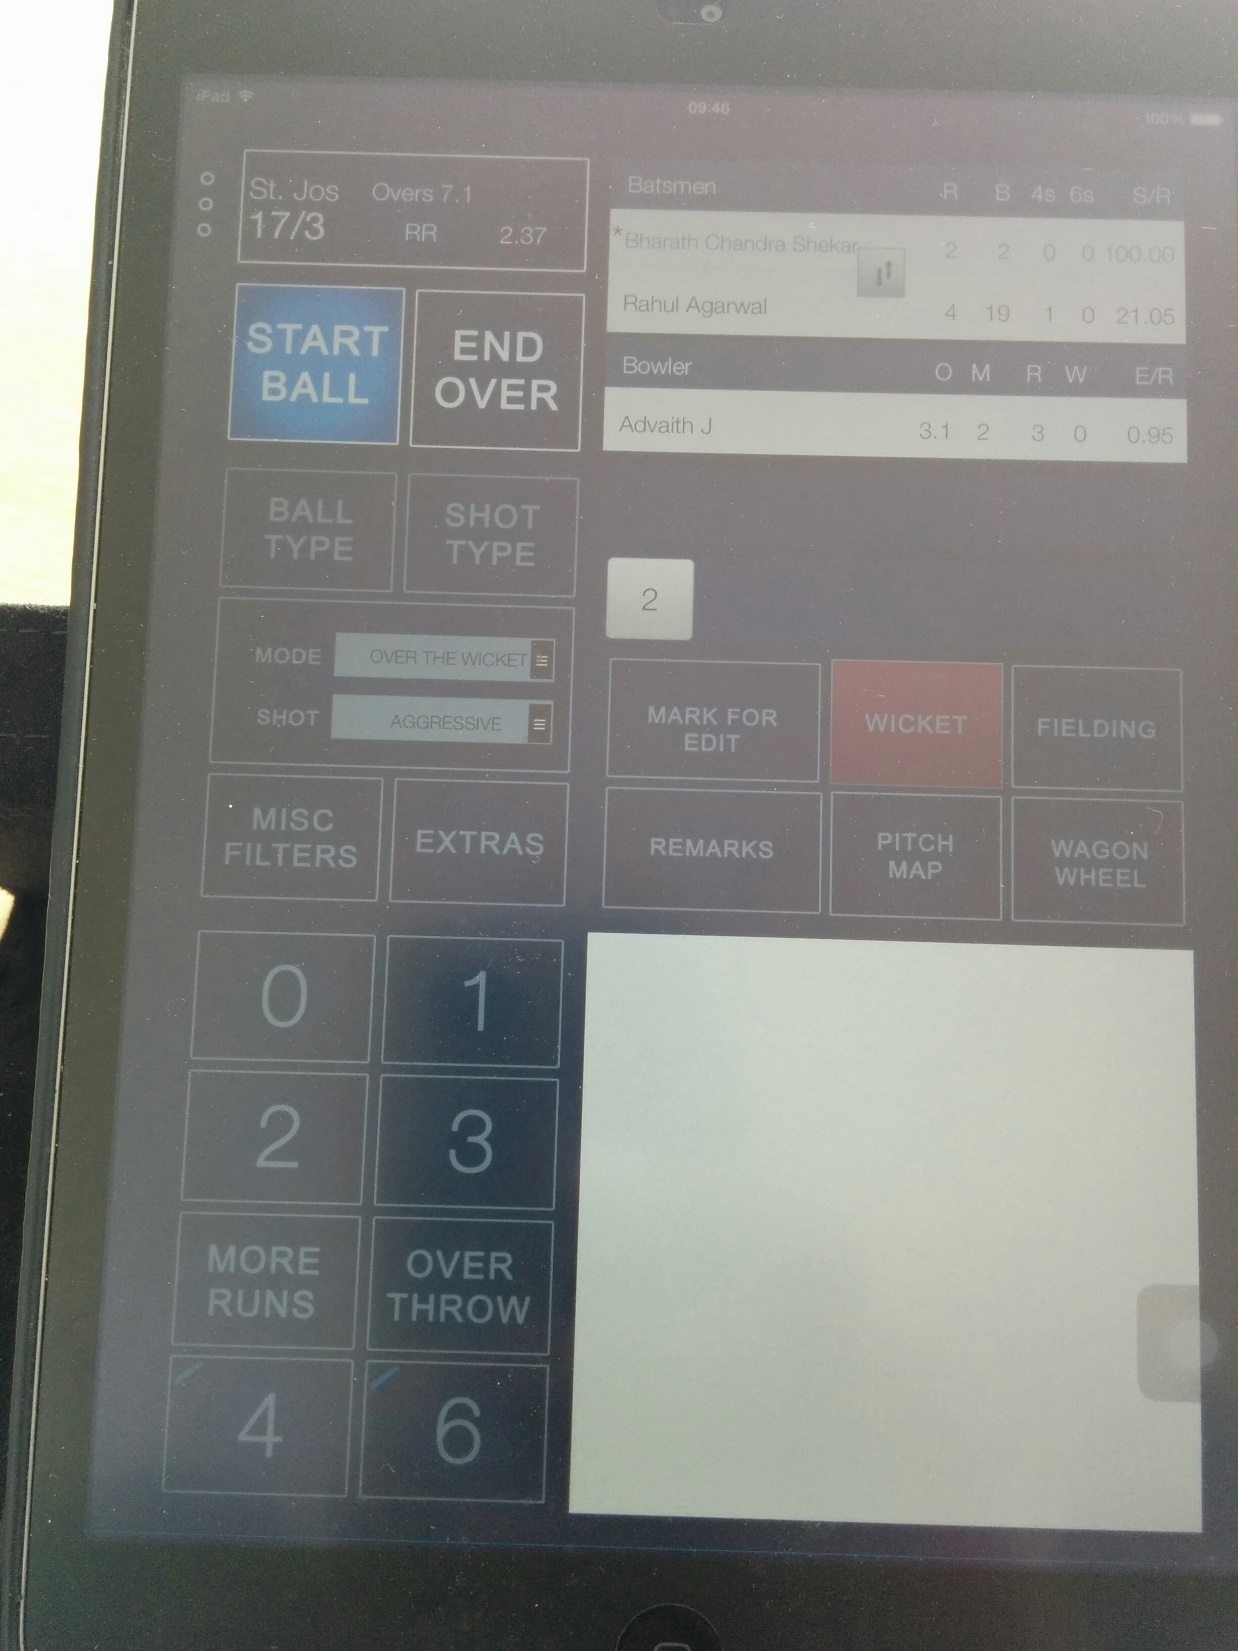 iPad
09:46
100%
St. Jos Overs 7.1
17/3 RR 2.37
Batsmen R B 4s 6s S/R
*Bharath Chandra Shekar 2 2 0 0 100.00
Rahul Agarwal 4 19 1 0 21.05
Bowler O M R W E/R
Advaith J 3.1 2 3 0 0.95
START
BALL
END
OVER
BALL
TYPE
SHOT
TYPE
2
MODE OVER THE WICKET
SHOT AGGRESSIVE
MARK FOR
EDIT
WICKET
FIELDING
MISC
FILTERS
EXTRAS
REMARKS
PITCH
MAP
WAGON
WHEEL
0
1
2
3
MORE
RUNS
OVER
THROW
4
6